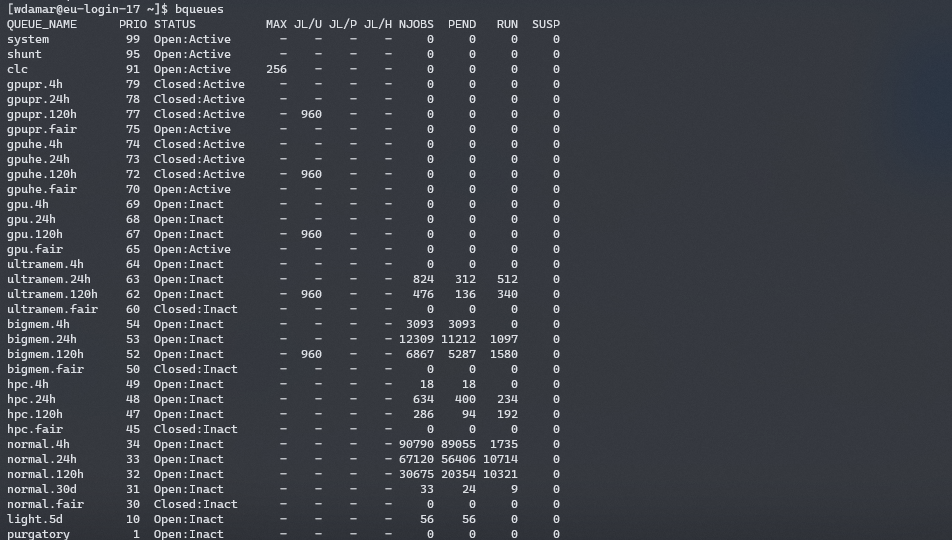 [wdamar@eu-login-17 ~]$ bqueues
QUEUE_NAME      PRIO STATUS          MAX JL/U JL/P JL/H NJOBS  PEND   RUN  SUSP
system           99  Open:Active       -    -    -    -     0     0     0     0
shunt            95  Open:Active       -    -    -    -     0     0     0     0
clc              91  Open:Active     256    -    -    -     0     0     0     0
gpupr.4h         79  Closed:Active     -    -    -    -     0     0     0     0
gpupr.24h        78  Closed:Active     -    -    -    -     0     0     0     0
gpupr.120h       77  Closed:Active     -  960    -    -     0     0     0     0
gpupr.fair       75  Open:Active       -    -    -    -     0     0     0     0
gpuhe.4h         74  Closed:Active     -    -    -    -     0     0     0     0
gpuhe.24h        73  Closed:Active     -    -    -    -     0     0     0     0
gpuhe.120h       72  Closed:Active     -  960    -    -     0     0     0     0
gpuhe.fair       70  Open:Active       -    -    -    -     0     0     0     0
gpu.4h           69  Open:Inact        -    -    -    -     0     0     0     0
gpu.24h          68  Open:Inact        -    -    -    -     0     0     0     0
gpu.120h         67  Open:Inact        -  960    -    -     0     0     0     0
gpu.fair         65  Open:Active       -    -    -    -     0     0     0     0
ultramem.4h      64  Open:Inact        -    -    -    -     0     0     0     0
ultramem.24h     63  Open:Inact        -    -    -    -   824   312   512     0
ultramem.120h    62  Open:Inact        -  960    -    -   476   136   340     0
ultramem.fair    60  Closed:Inact      -    -    -    -     0     0     0     0
bigmem.4h        54  Open:Inact        -    -    -    -  3093  3093     0     0
bigmem.24h       53  Open:Inact        -    -    -    - 12309 11212  1097     0
bigmem.120h      52  Open:Inact        -  960    -    -  6867  5287  1580     0
bigmem.fair      50  Closed:Inact      -    -    -    -     0     0     0     0
hpc.4h           49  Open:Inact        -    -    -    -    18    18     0     0
hpc.24h          48  Open:Inact        -    -    -    -   634   400   234     0
hpc.120h         47  Open:Inact        -    -    -    -   286    94   192     0
hpc.fair         45  Closed:Inact      -    -    -    -     0     0     0     0
normal.4h        34  Open:Inact        -    -    -    - 90790 89055  1735     0
normal.24h       33  Open:Inact        -    -    -    - 67120 56406 10714     0
normal.120h      32  Open:Inact        -    -    -    - 30675 20354 10321     0
normal.30d       31  Open:Inact        -    -    -    -    33    24     9     0
normal.fair      30  Closed:Inact      -    -    -    -     0     0     0     0
light.5d         10  Open:Inact        -    -    -    -    56    56     0     0
purgatory         1  Open:Inact        -    -    -    -     0     0     0     0